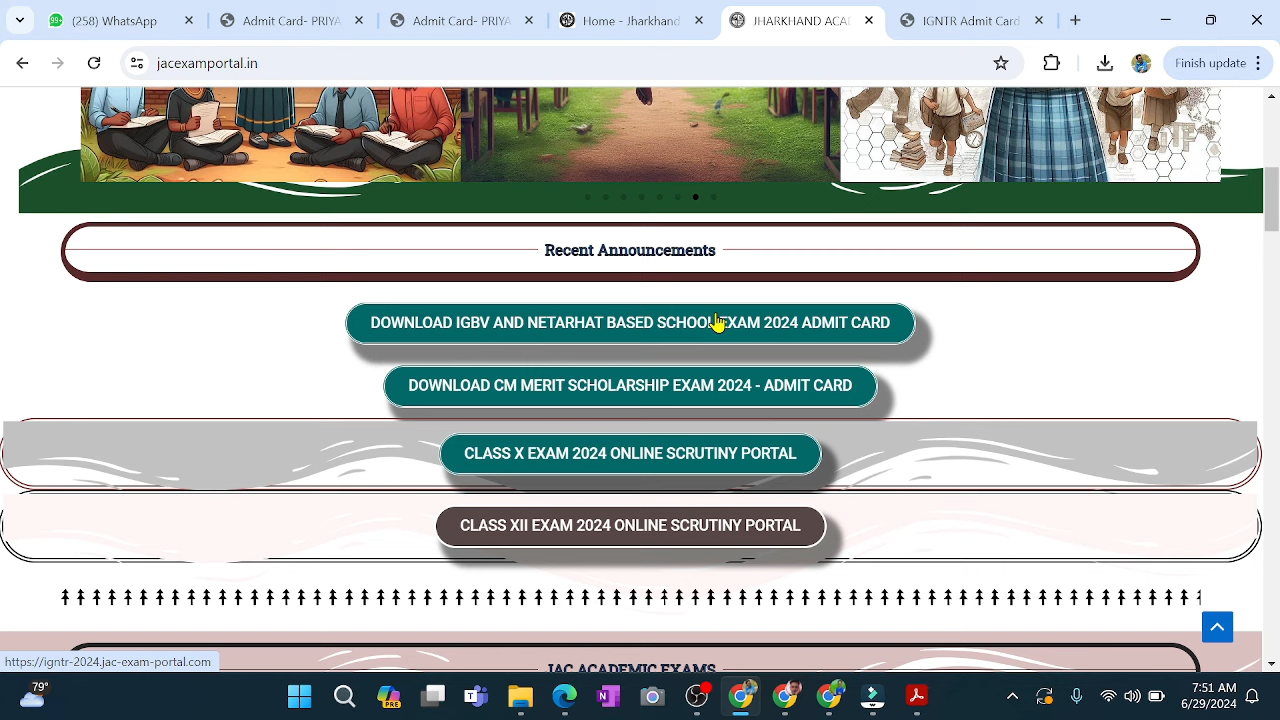 99+
(258) WhatsApp
Admit Card- PRIYA
Admit Card- PRIYA
Home - Jharkhand
JHARKHAND ACA
IGNTR Admit Card
jacexamportal.in
Finish update
Recent Announcements
DOWNLOAD IGBV AND NETARHAT BASED SCHOOL EXAM 2024 ADMIT CARD
DOWNLOAD CM MERIT SCHOLARSHIP EXAM 2024 - ADMIT CARD
CLASS X EXAM 2024 ONLINE SCRUTINY PORTAL
CLASS XII EXAM 2024 ONLINE SCRUTINY PORTAL
JAC ACADEMIC EXAMS
https://igntr-2024.jac-exam-portal.com
79°
PRE
7:51 AM
6/29/2024